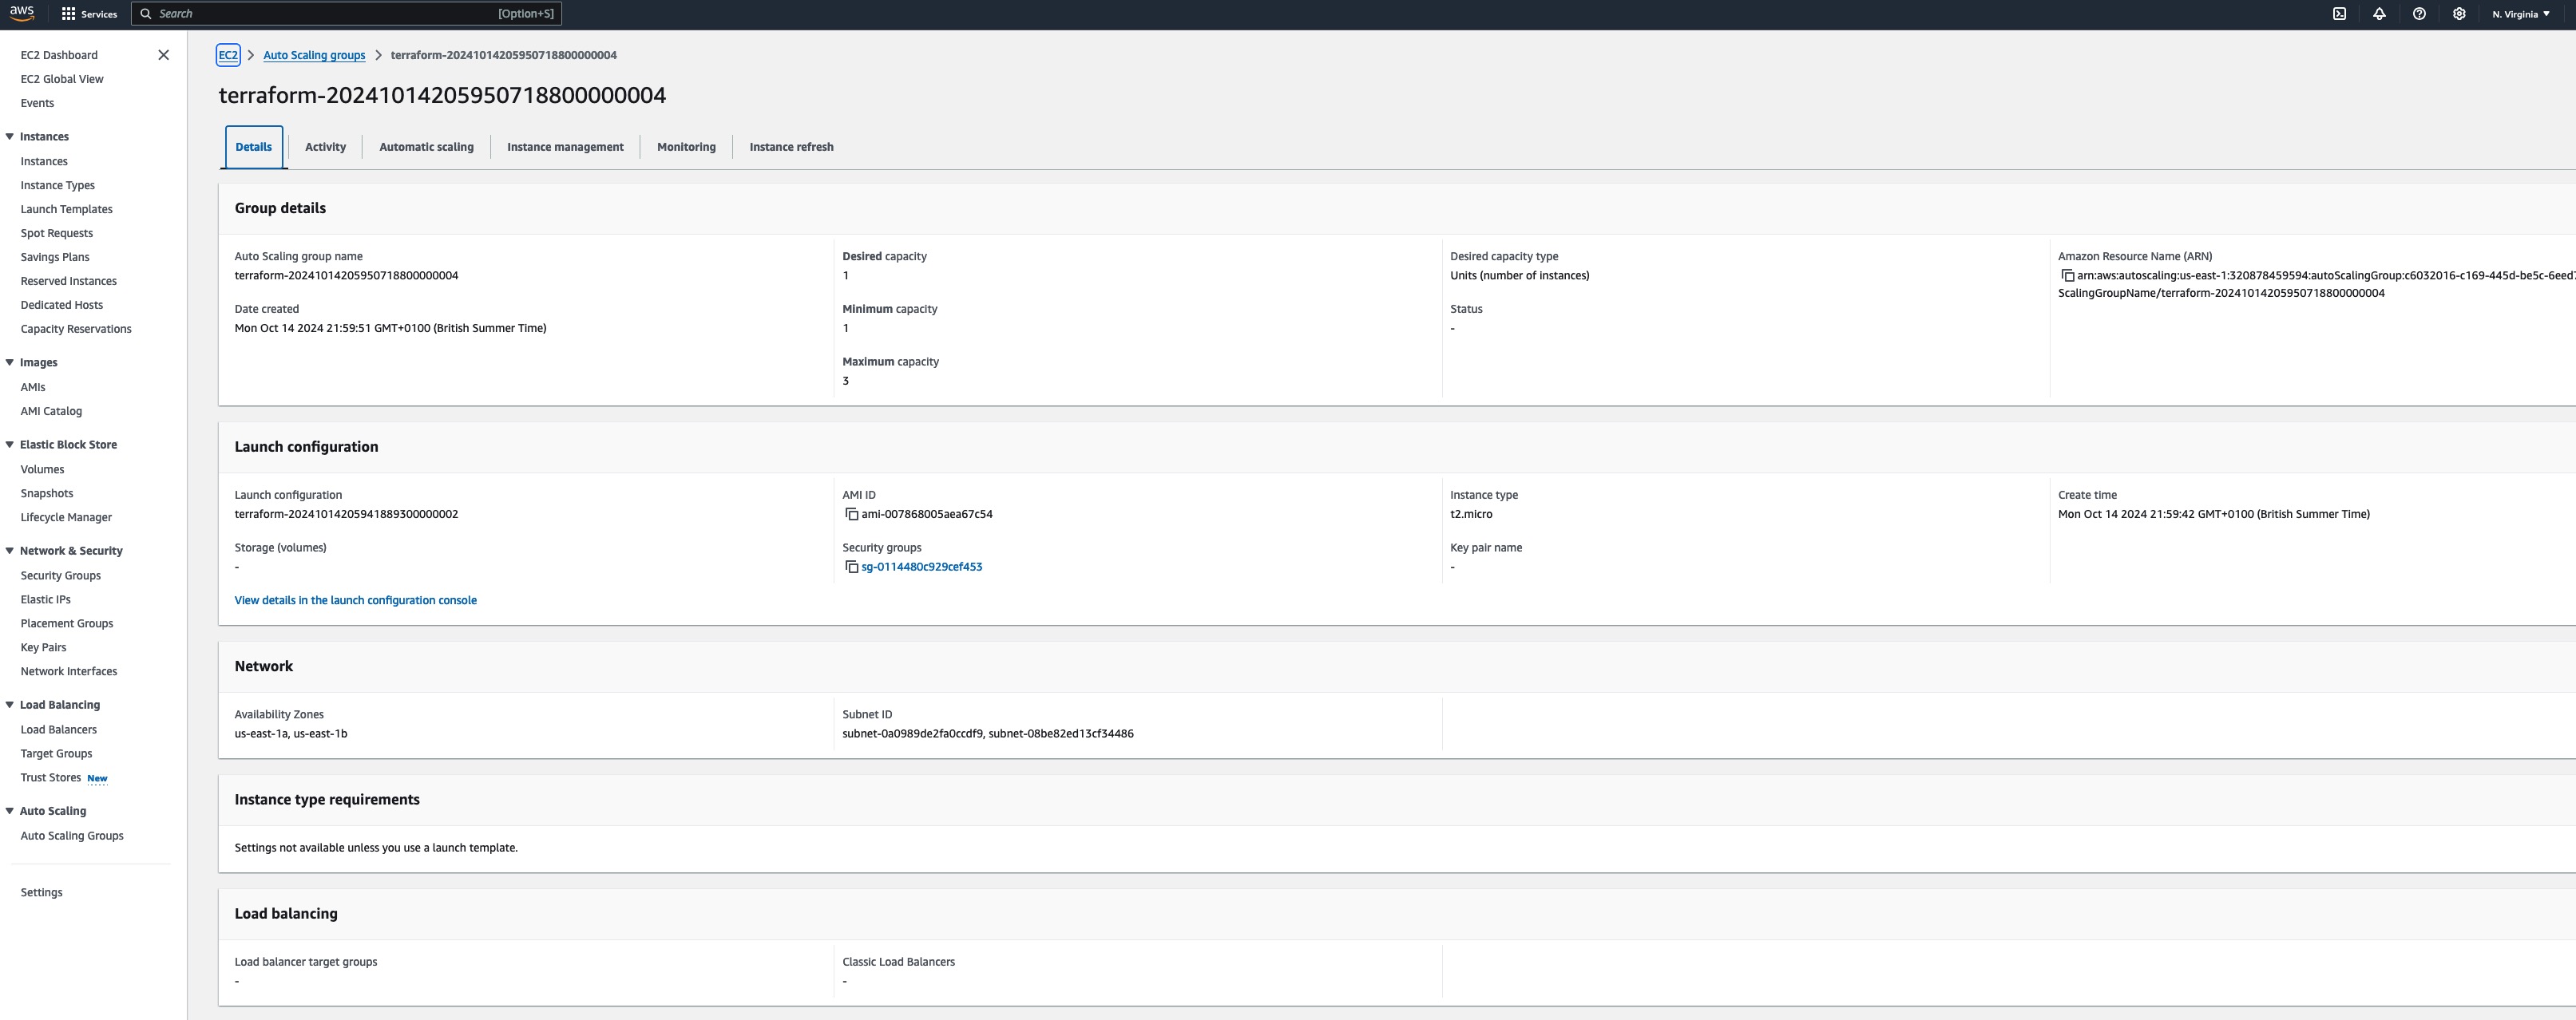 aws
Services
Search
[Option+S]
N. Virginia
EC2 Dashboard
EC2 Global View
Events
Instances
Instances
Instance Types
Launch Templates
Spot Requests
Savings Plans
Reserved Instances
Dedicated Hosts
Capacity Reservations
Images
AMIs
AMI Catalog
Elastic Block Store
Volumes
Snapshots
Lifecycle Manager
Network & Security
Security Groups
Elastic IPs
Placement Groups
Key Pairs
Network Interfaces
Load Balancing
Load Balancers
Target Groups
Trust Stores New
Auto Scaling
Auto Scaling Groups
Settings
EC2 > Auto Scaling groups > terraform-20241014205950718800000004
terraform-20241014205950718800000004
Details
Activity
Automatic scaling
Instance management
Monitoring
Instance refresh
Group details
Auto Scaling group name
terraform-20241014205950718800000004
Date created
Mon Oct 14 2024 21:59:51 GMT+0100 (British Summer Time)
Desired capacity
1
Minimum capacity
1
Maximum capacity
3
Desired capacity type
Units (number of instances)
Status
-
Amazon Resource Name (ARN)
arn:aws:autoscaling:us-east-1:320878459594:autoScalingGroup:c6032016-c169-445d-be5c-6eed
ScalingGroupName/terraform-20241014205950718800000004
Launch configuration
Launch configuration
terraform-20241014205941889300000002
Storage (volumes)
-
View details in the launch configuration console
AMI ID
ami-007868005aea67c54
Security groups
sg-0114480c929cef453
Instance type
t2.micro
Key pair name
-
Create time
Mon Oct 14 2024 21:59:42 GMT+0100 (British Summer Time)
Network
Availability Zones
us-east-1a, us-east-1b
Subnet ID
subnet-0a0989de2fa0ccdf9, subnet-08be82ed13cf34486
Instance type requirements
Settings not available unless you use a launch template.
Load balancing
Load balancer target groups
-
Classic Load Balancers
-